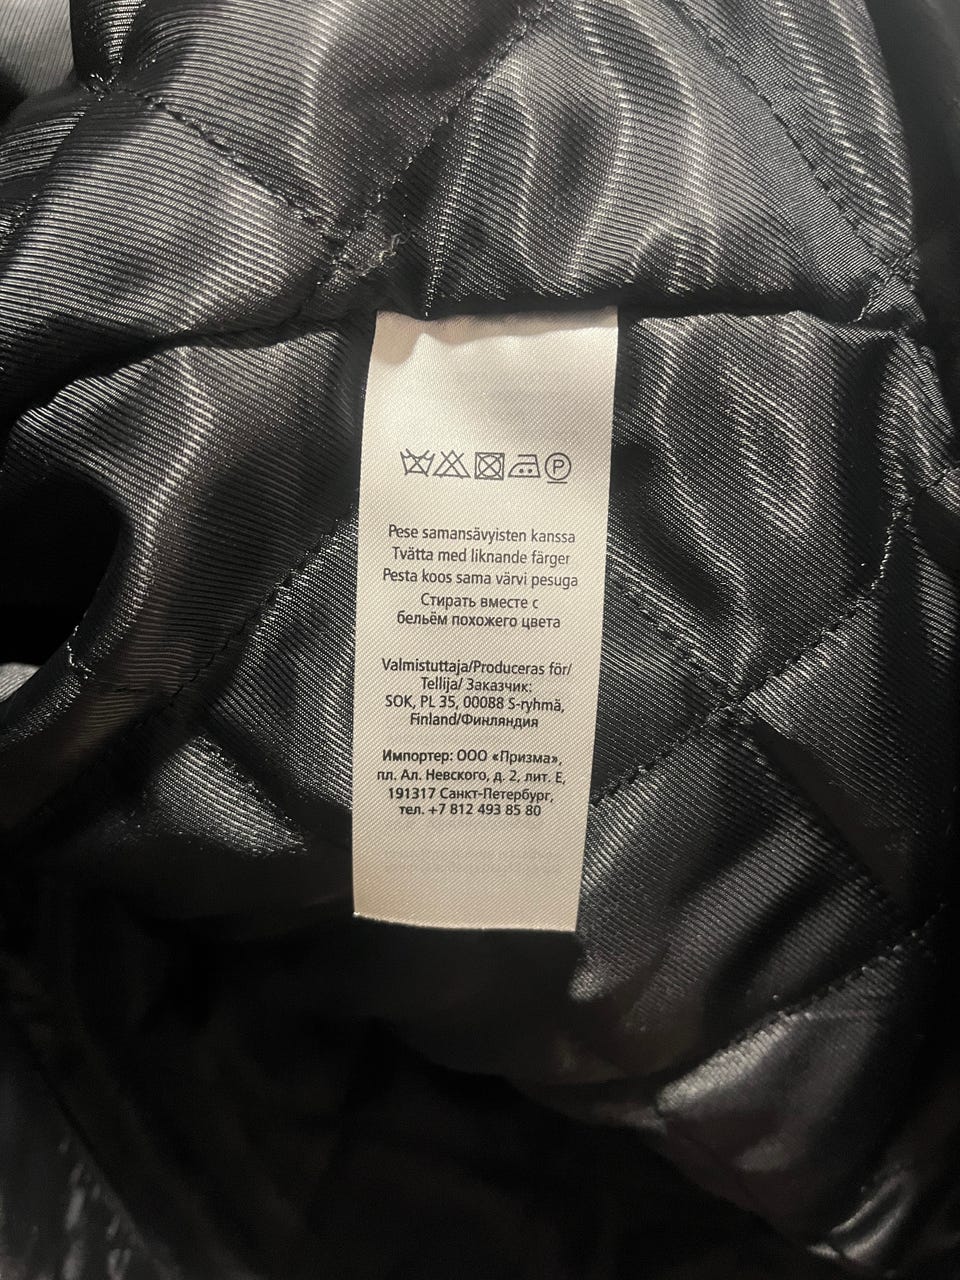 P
Pese samansävyisten kanssa
Tvätta med liknande färger
Pesta koos sama värvi pesuga
Стирать вместе с
бельём похожего цвета
Valmistuttaja/Produceras för/
Tellija/ Заказчик:
SOK, PL 35, 00088 S-ryhmä,
Finland/Финляндия
Импортер: ООО «Призма»,
пл. Ал. Невского, д. 2, лит. Е,
191317 Санкт-Петербург,
тел. +7 812 493 85 80